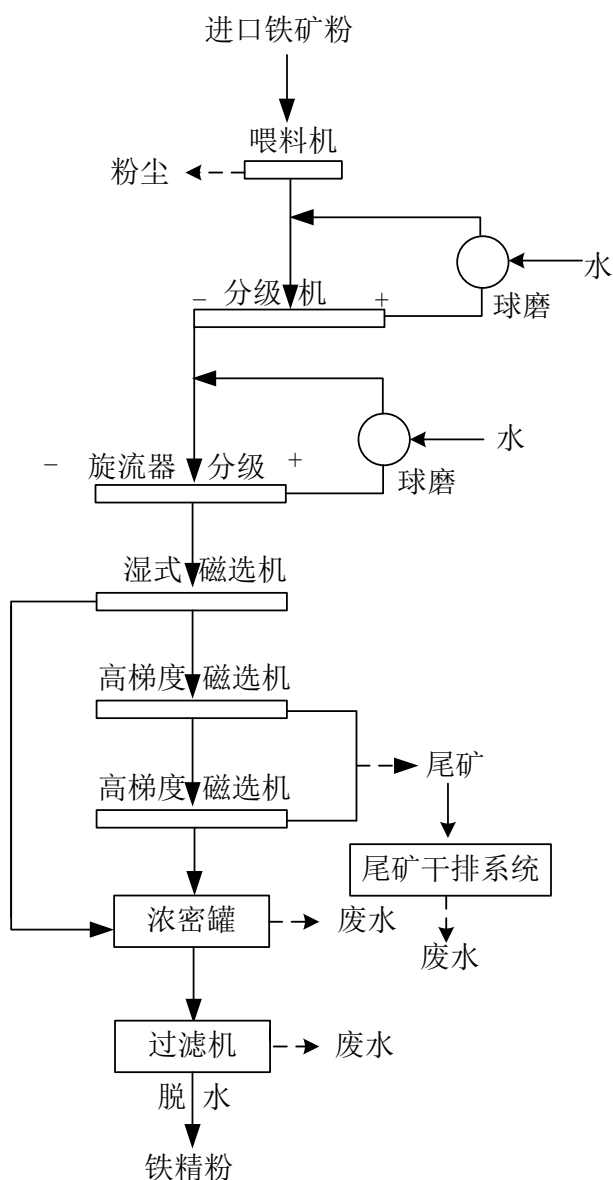 进口铁矿粉
喂料机
粉尘
水
球磨
－ 分级 机 ＋
水
球磨
－ 旋流器 分级 ＋
湿式 磁选机
高梯度 磁选机
尾矿
高梯度 磁选机
尾矿干排系统
浓密罐
废水
废水
过滤机
废水
脱 水
铁精粉